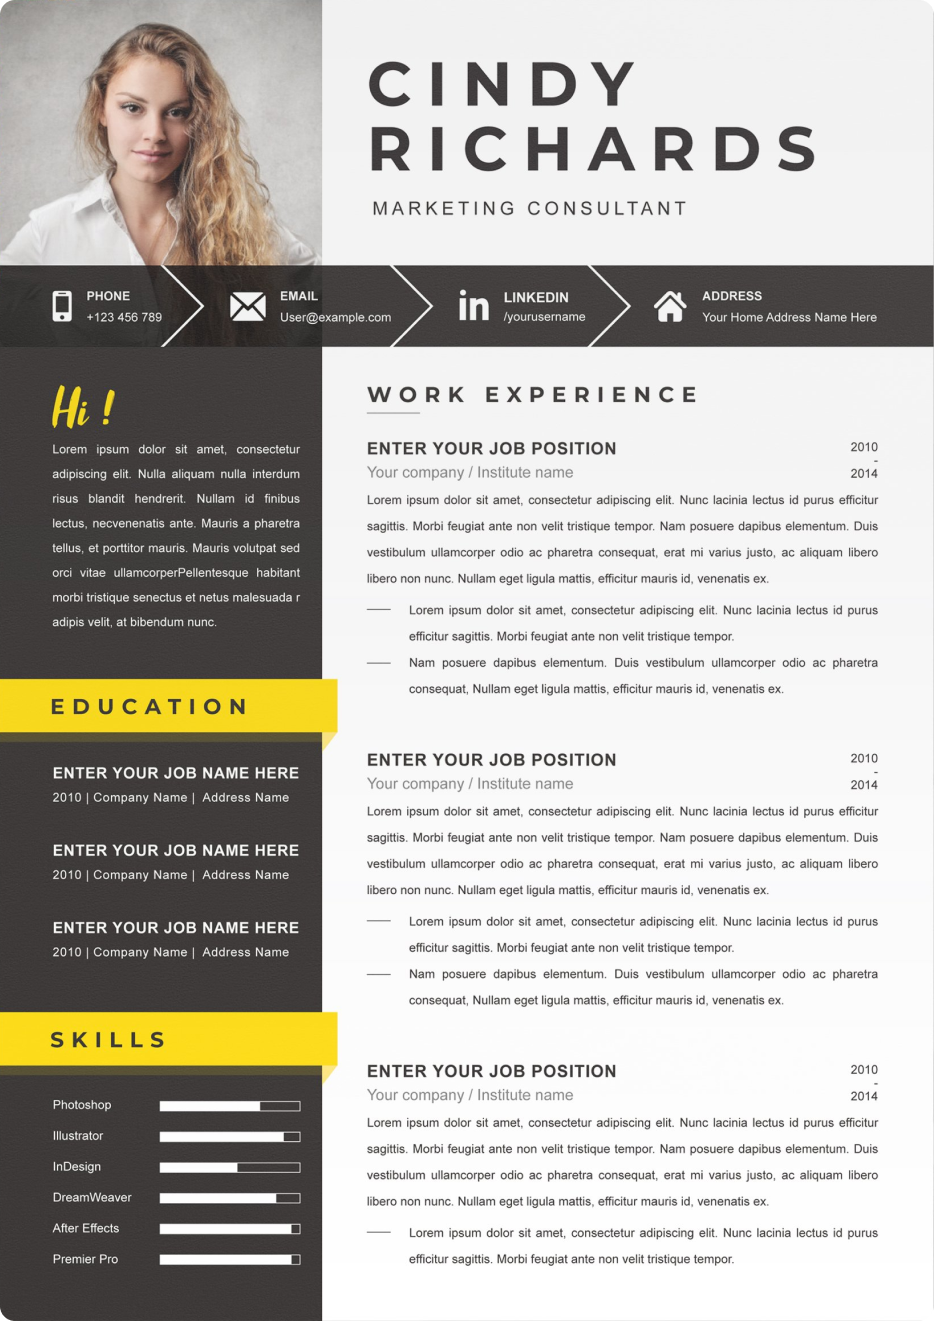 CINDY
RICHARDS
MARKETING CONSULTANT
PHONE
+123 456 789
EMAIL
User@example.com
in
LINKEDIN
/yourusername
ADDRESS
Your Home Address Name Here
Hi !
Lorem ipsum dolor sit amet, consectetur
adipiscing elit. Nulla aliquam nulla interdum
risus blandit hendrerit. Nullam id finibus
lectus, necvenenatis ante. Mauris a pharetra
tellus, et porttitor mauris. Mauris volutpat sed
orci vitae ullamcorperPellentesque habitant
morbi tristique senectus et netus malesuada r
adipis velit, at bibendum nunc.
EDUCATION
ENTER YOUR JOB NAME HERE
2010 | Company Name | Address Name
ENTER YOUR JOB NAME HERE
2010 | Company Name | Address Name
ENTER YOUR JOB NAME HERE
2010 | Company Name | Address Name
SKILLS
Photoshop
Illustrator
InDesign
DreamWeaver
After Effects
Premier Pro
WORK EXPERIENCE
ENTER YOUR JOB POSITION
2010
-
2014
Your company / Institute name
Lorem ipsum dolor sit amet, consectetur adipiscing elit. Nunc lacinia lectus id purus efficitur
sagittis. Morbi feugiat ante non velit tristique tempor. Nam posuere dapibus elementum. Duis
vestibulum ullamcorper odio ac pharetra consequat, erat mi varius justo, ac aliquam libero
libero non nunc. Nullam eget ligula mattis, efficitur mauris id, venenatis ex.
Lorem ipsum dolor sit amet, consectetur adipiscing elit. Nunc lacinia lectus id purus
efficitur sagittis. Morbi feugiat ante non velit tristique tempor.
Nam posuere dapibus elementum. Duis vestibulum ullamcorper odio ac pharetra
consequat, Nullam eget ligula mattis, efficitur mauris id, venenatis ex.
ENTER YOUR JOB POSITION
2010
-
2014
Your company / Institute name
Lorem ipsum dolor sit amet, consectetur adipiscing elit. Nunc lacinia lectus id purus efficitur
sagittis. Morbi feugiat ante non velit tristique tempor. Nam posuere dapibus elementum. Duis
vestibulum ullamcorper odio ac pharetra consequat, erat mi varius justo, ac aliquam libero
libero non nunc. Nullam eget ligula mattis, efficitur mauris id, venenatis ex.
Lorem ipsum dolor sit amet, consectetur adipiscing elit. Nunc lacinia lectus id purus
efficitur sagittis. Morbi feugiat ante non velit tristique tempor.
Nam posuere dapibus elementum. Duis vestibulum ullamcorper odio ac pharetra
consequat, Nullam eget ligula mattis, efficitur mauris id, venenatis ex.
ENTER YOUR JOB POSITION
2010
-
2014
Your company / Institute name
Lorem ipsum dolor sit amet, consectetur adipiscing elit. Nunc lacinia lectus id purus efficitur
sagittis. Morbi feugiat ante non velit tristique tempor. Nam posuere dapibus elementum. Duis
vestibulum ullamcorper odio ac pharetra consequat, erat mi varius justo, ac aliquam libero
libero non nunc. Nullam eget ligula mattis, efficitur mauris id, venenatis ex.
Lorem ipsum dolor sit amet, consectetur adipiscing elit. Nunc lacinia lectus id purus
efficitur sagittis. Morbi feugiat ante non velit tristique tempor.